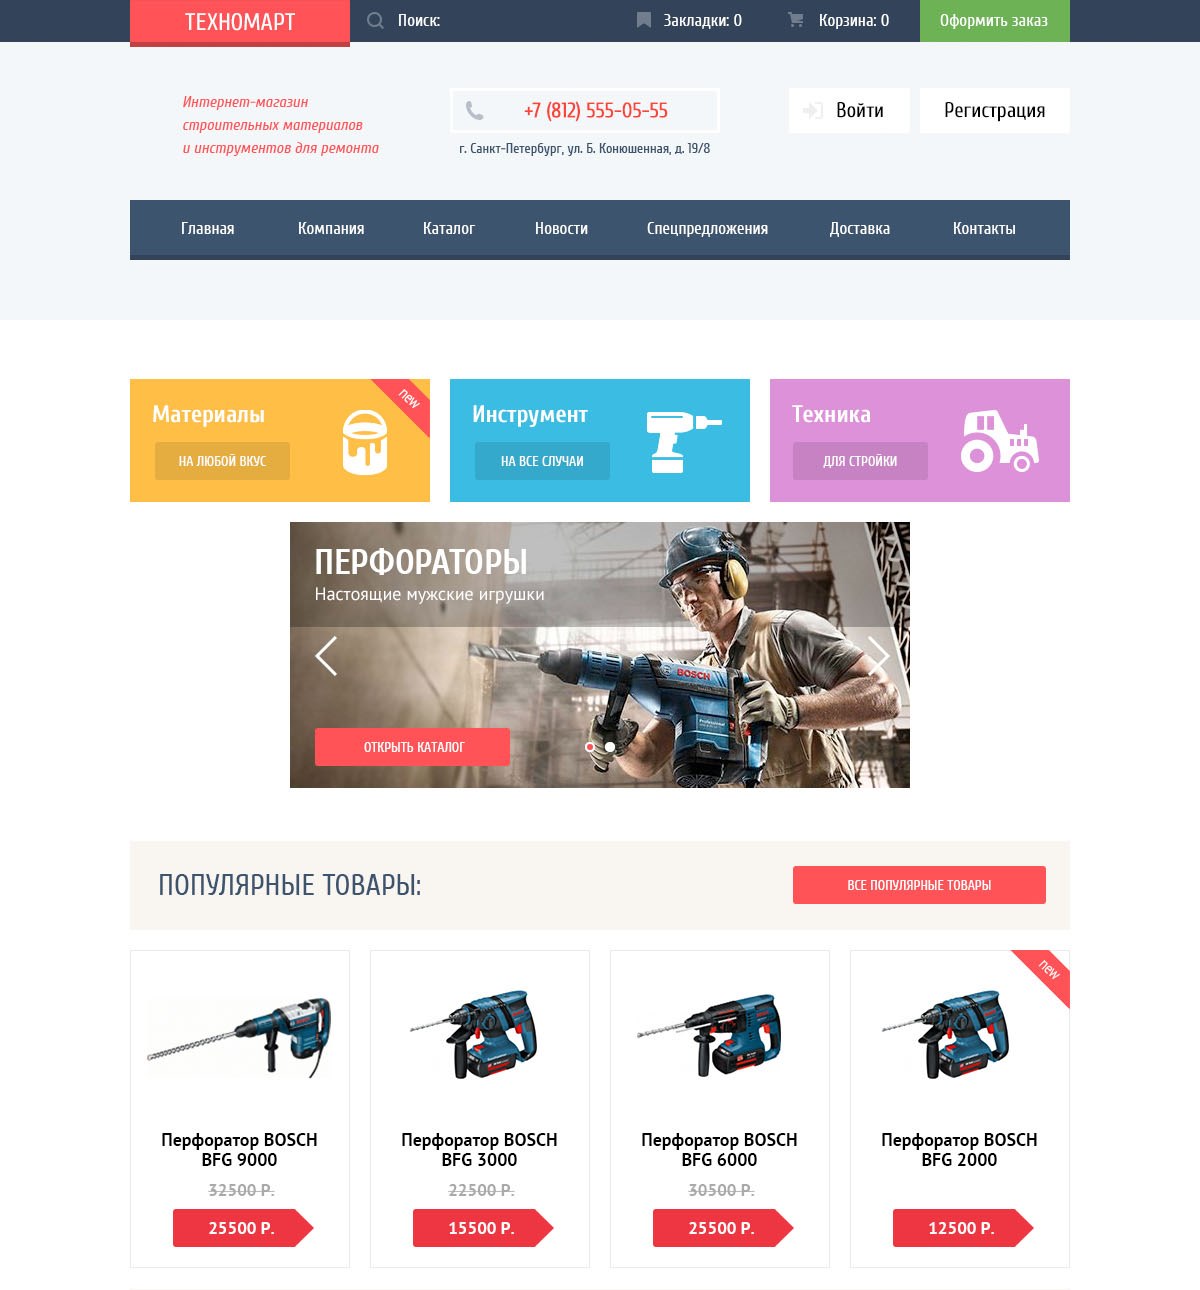 ТЕХНОМАРТ
Поиск:
Закладки: 0
Корзина: 0
Оформить заказ
Интернет-магазин
строительных материалов
и инструментов для ремонта
+7 (812) 555-05-55
г. Санкт-Петербург, ул. Б. Конюшенная, д. 19/8
Войти
Регистрация
Главная
Компания
Каталог
Новости
Спецпредложения
Доставка
Контакты
Материалы
НА ЛЮБОЙ ВКУС
new
Инструмент
НА ВСЕ СЛУЧАИ
Техника
ДЛЯ СТРОЙКИ
ПЕРФОРАТОРЫ
Настоящие мужские игрушки
BOSCH
Professional
ОТКРЫТЬ КАТАЛОГ
ПОПУЛЯРНЫЕ ТОВАРЫ:
ВСЕ ПОПУЛЯРНЫЕ ТОВАРЫ
Перфоратор BOSCH
BFG 9000
32500 Р.
25500 Р.
Перфоратор BOSCH
BFG 3000
22500 Р.
15500 Р.
Перфоратор BOSCH
BFG 6000
30500 Р.
25500 Р.
new
Перфоратор BOSCH
BFG 2000
12500 Р.